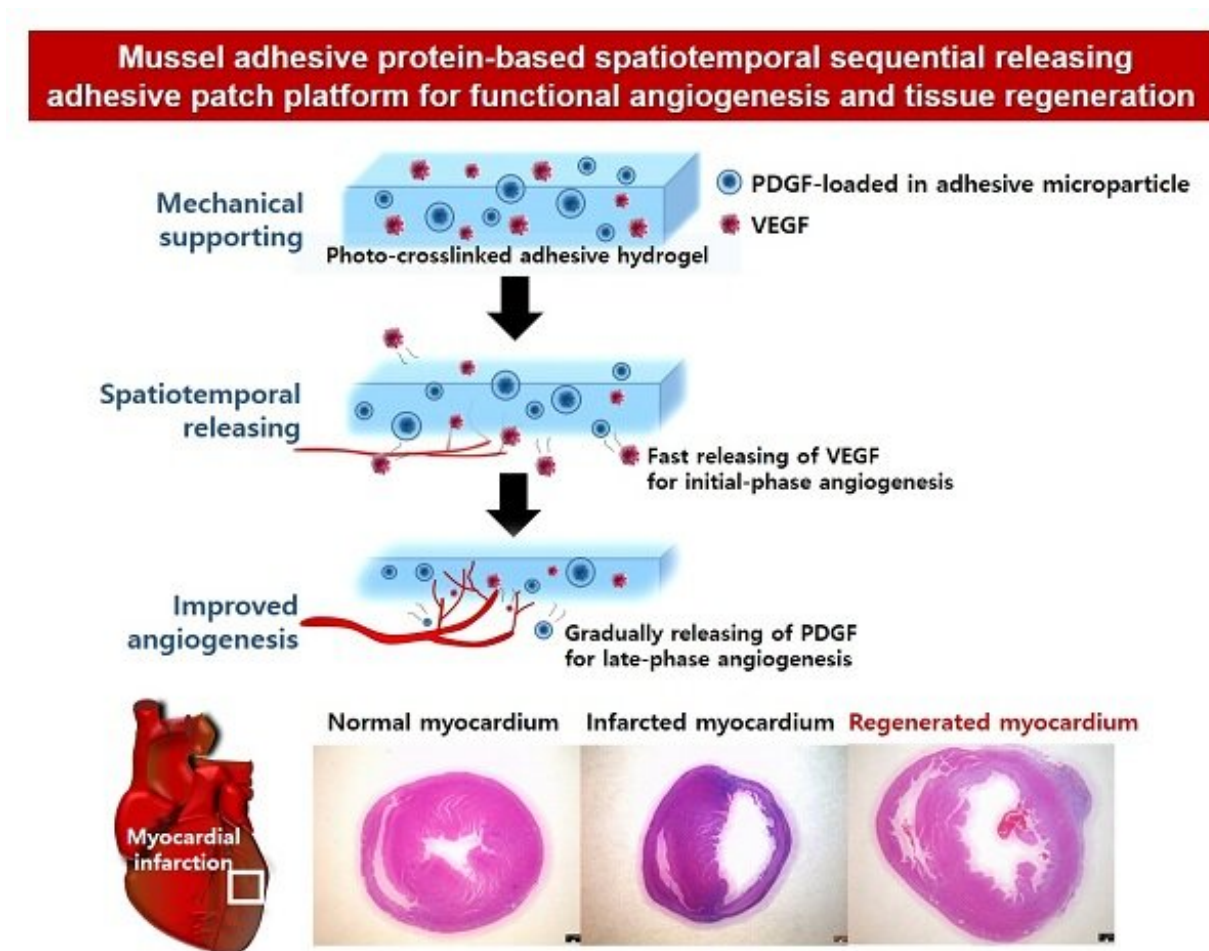 Mussel adhesive protein-based spatiotemporal sequential releasing
adhesive patch platform for functional angiogenesis and tissue regeneration
Mechanical
supporting
PDGF-loaded in adhesive microparticle
VEGF
Photo-crosslinked adhesive hydrogel
Spatiotemporal
releasing
Fast releasing of VEGF
for initial-phase angiogenesis
Improved
angiogenesis
Gradually releasing of PDGF
for late-phase angiogenesis
Normal myocardium
Infarcted myocardium
Regenerated myocardium
Myocardial
infarction